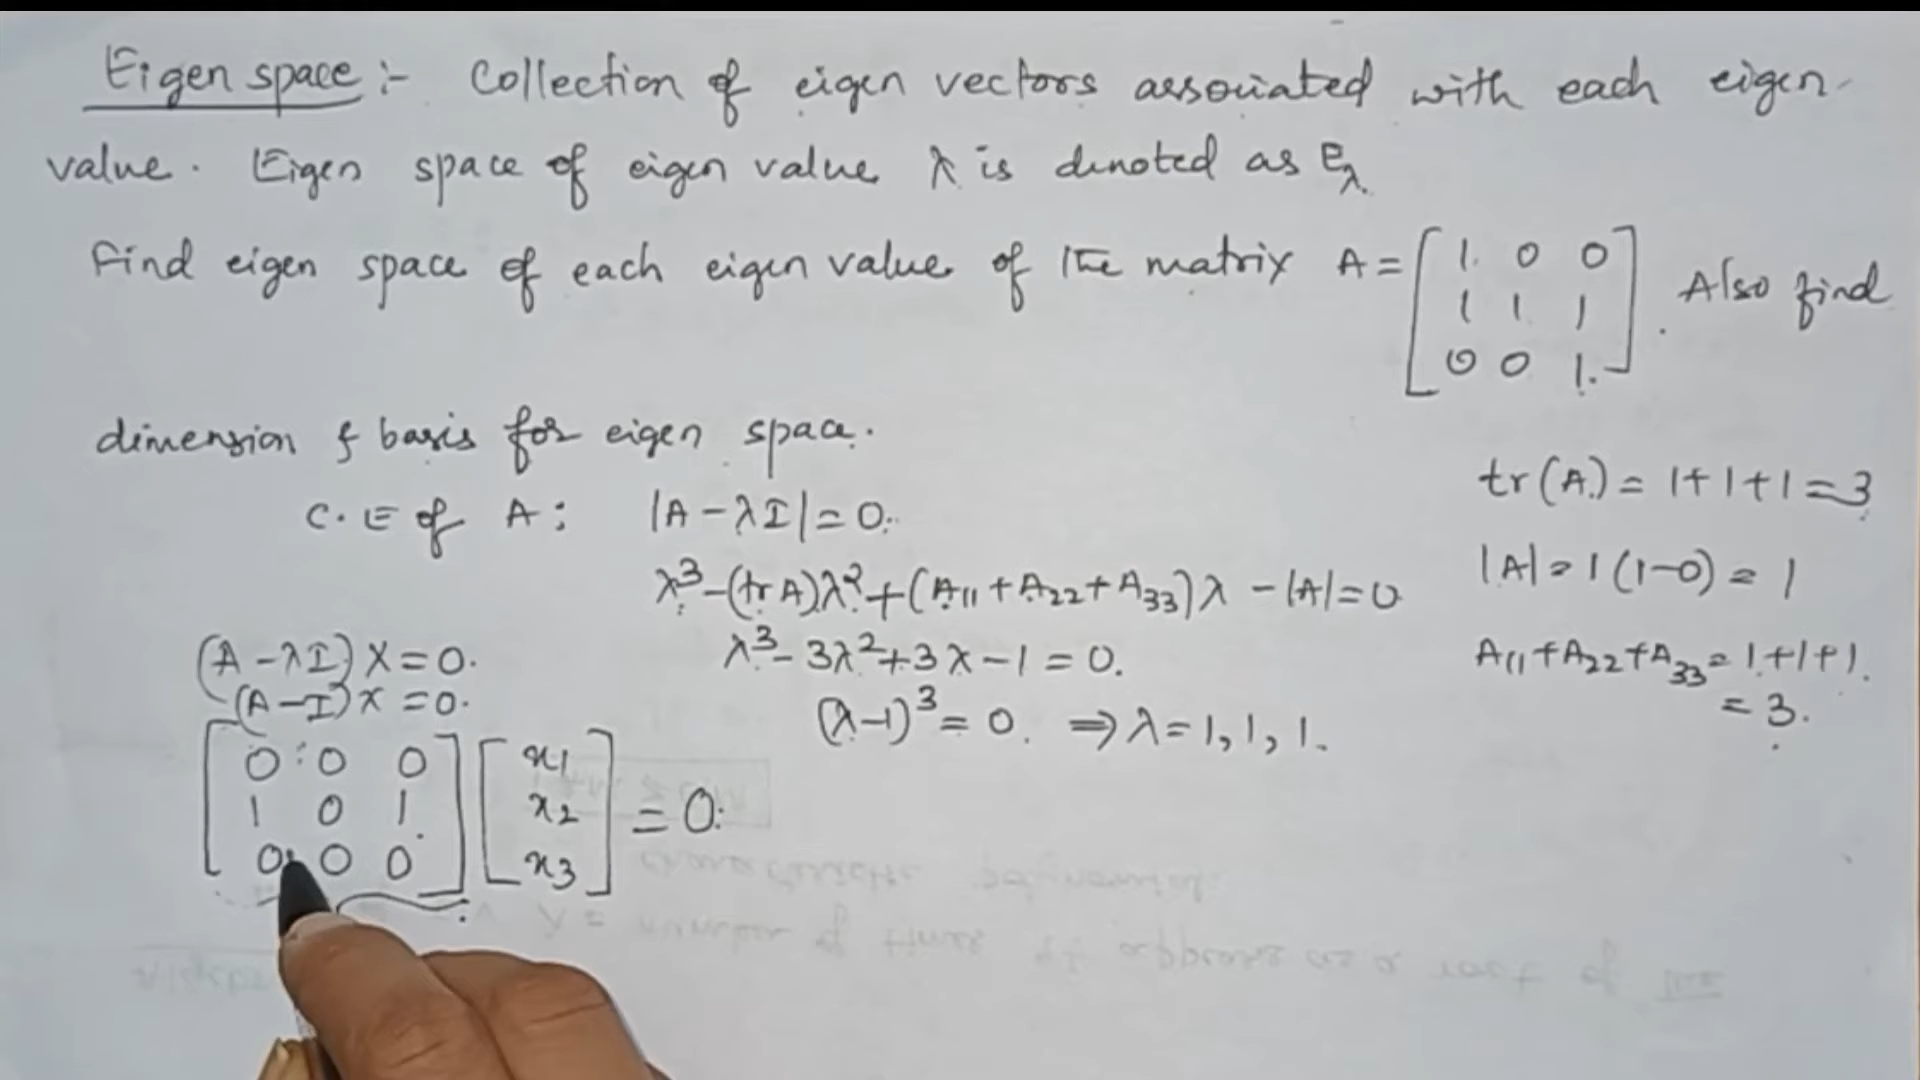 Eigen space :- Collection of eigen vectors associated with each eigen
value. Eigen space of eigen value λ is denoted as E_λ.
Find eigen space of each eigen value of the matrix A = [1 0 0; 1 1 1; 0 0 1]. Also find
dimension & basis for eigen space.
C.E of A : |A - λI| = 0.
λ³ - (tr A)λ² + (A₁₁ + A₂₂ + A₃₃)λ - |A| = 0
λ³ - 3λ² + 3λ - 1 = 0.
(λ-1)³ = 0. ⇒ λ = 1, 1, 1.
tr(A) = 1+1+1 = 3
|A| = 1(1-0) = 1
A₁₁ + A₂₂ + A₃₃ = 1+1+1.
= 3.
(A - λI) X = 0.
(A - I) X = 0.
[0 0 0; 1 0 1; 0 0 0] [x1; x2; x3] = 0.